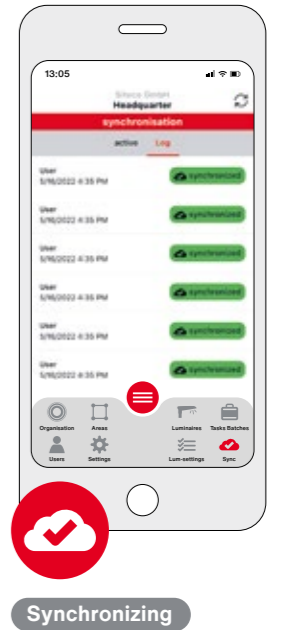 13:05
Siteco GmbH
Headquarter
synchronisation
active Log
User
5/16/2022 4:35 PM
synchronized
User
5/16/2022 4:35 PM
synchronized
User
5/16/2022 4:35 PM
synchronized
User
5/16/2022 4:35 PM
synchronized
User
5/16/2022 4:35 PM
synchronized
User
5/16/2022 4:35 PM
synchronized
Organisation Areas Luminaires Tasks Batches
Users Settings Lum-settings Sync
Synchronizing